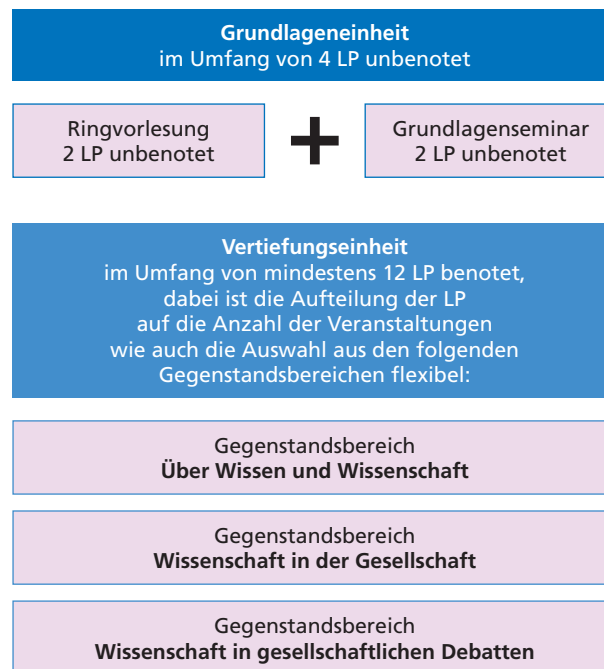 Grundlageneinheit
im Umfang von 4 LP unbenotet
Ringvorlesung
2 LP unbenotet
+
Grundlagenseminar
2 LP unbenotet
Vertiefungseinheit
im Umfang von mindestens 12 LP benotet,
dabei ist die Aufteilung der LP
auf die Anzahl der Veranstaltungen
wie auch die Auswahl aus den folgenden
Gegenstandsbereichen flexibel:
Gegenstandsbereich
Über Wissen und Wissenschaft
Gegenstandsbereich
Wissenschaft in der Gesellschaft
Gegenstandsbereich
Wissenschaft in gesellschaftlichen Debatten